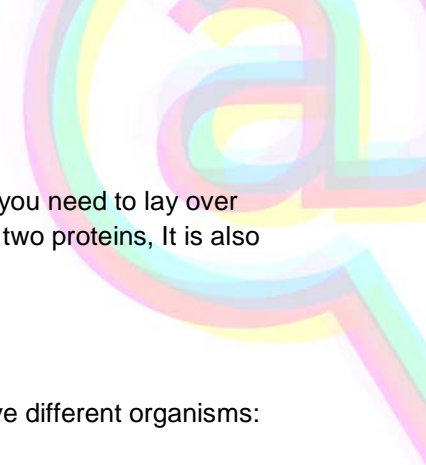 you need to lay over
two proteins, It is also
ve different organisms: